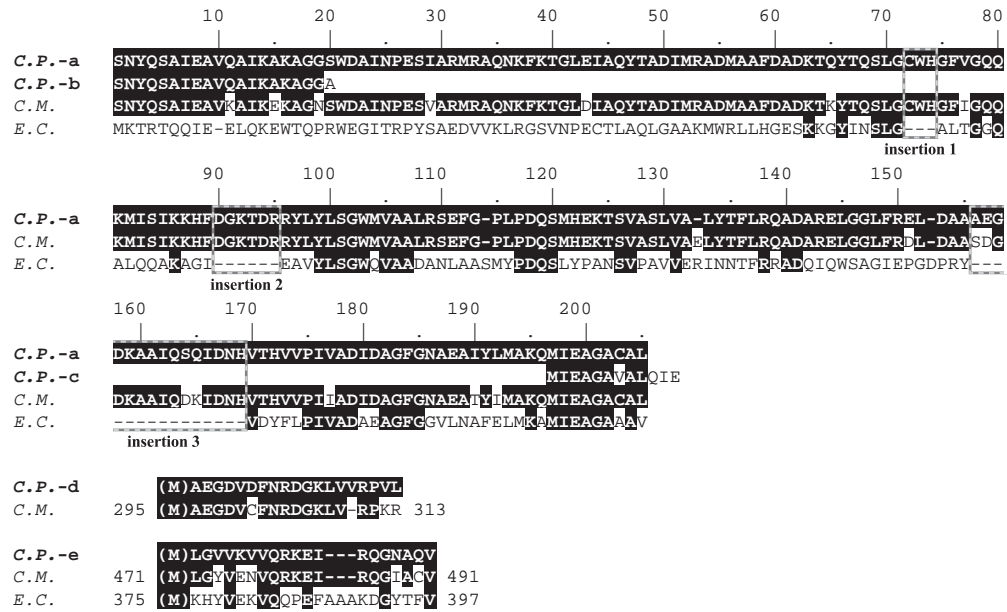 10 20 30 40 50 60 70 80
C.P.-a SNYQSAIEAVQAIKAKAGGSWDAINPESIARMRAQNKFKTGLEIAQYTADIMRADMAAFDADKTQYTQSLGCWHGFVGQQ
C.P.-b SNYQSAIEAVQAIKAKAGGA
C.M. SNYQSAIEAVKAIKEKAGNSWDAINPESVARMRAQNKFKTGLDIAQYTADIMRADMAAFDADKTKYTQSLGCWHGFIGQQ
E.C. MKTRTQQIE-ELQKEWTQPRWEGITRPYSAEDVVKLRGSVNPECTLAQLGAAKMWRLLHGESKKGYINSLG---ALTGGQ
insertion 1
90 100 110 120 130 140 150
C.P.-a KMISIKKHFDGKTDRRYLYLSGWMVAALRSEFG-PLPDQSMHEKTSVASLVA-LYTFLRQADARELGGLFREL-DAAAEG
C.M. KMISIKKHFDGKTDRRYLYLSGWMVAALRSEFG-PLPDQSMHEKTSVASLVAELYTFLRQADARELGGLFRDL-DAASDG
E.C. ALQQAKAGI------EAVYLSGWQVAADANLAASMYPDQSLYPANSVPAVVERINNTFRRADQIQWSAGIEPGDPRY---
insertion 2
160 170 180 190 200
C.P.-a DKAAIQSQIDNHVTHVVPIVADIDAGFGNAEAIYLMAKQMIEAGACAL
C.P.-c MIEAGAVALQIE
C.M. DKAAIQDKIDNHVTHVVPIIADIDAGFGNAEATYIMAKQMIEAGACAL
E.C. ------------VDYFLPIVADAEAGFGGVLNAFELMKAMIEAGAAAV
insertion 3
C.P.-d (M)AEGDVDFNRDGKLVVRPVL
C.M. 295 (M)AEGDVCFNRDGKLV-RPKR 313
C.P.-e (M)LGVVKVVQRKEI---RQGNAQV
C.M. 471 (M)LGYVENVQRKEI---RQGIACV 491
E.C. 375 (M)KHYVEKVQQPEFAAAKDGYTFV 397